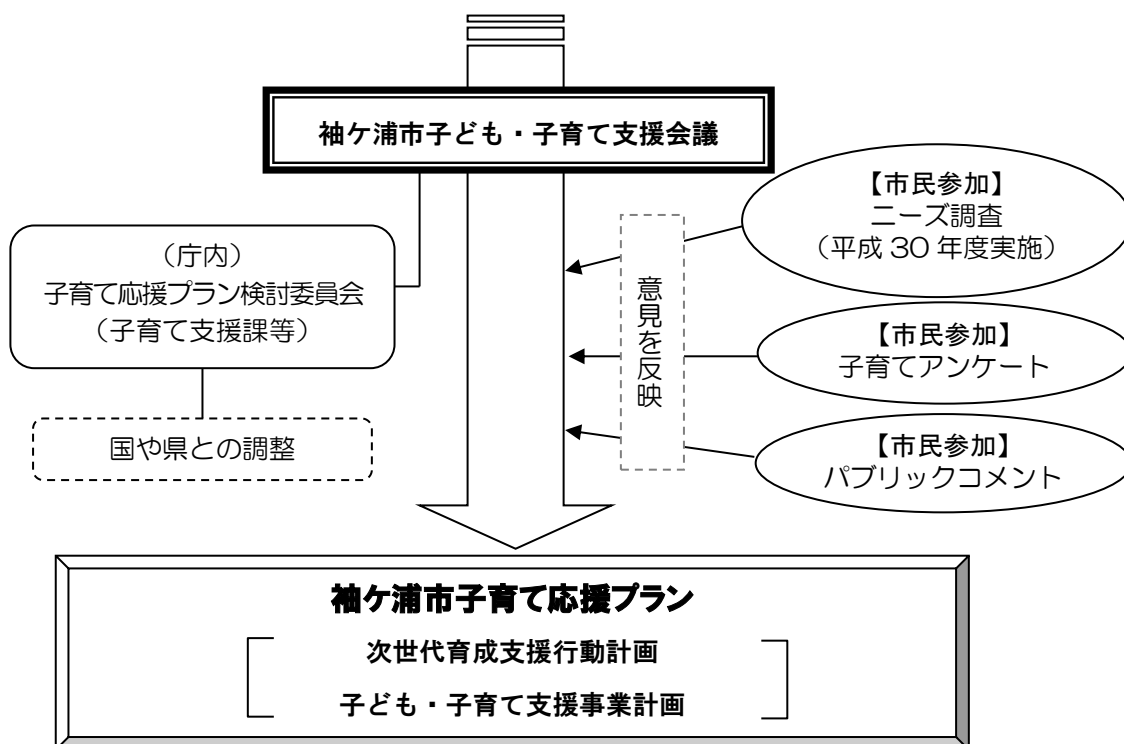 袖ケ浦市子ども・子育て支援会議
（庁内）
子育て応援プラン検討委員会
（子育て支援課等）
国や県との調整
意見を反映
【市民参加】
ニーズ調査
（平成 30 年度実施）
【市民参加】
子育てアンケート
【市民参加】
パブリックコメント
袖ケ浦市子育て応援プラン
次世代育成支援行動計画
子ども・子育て支援事業計画